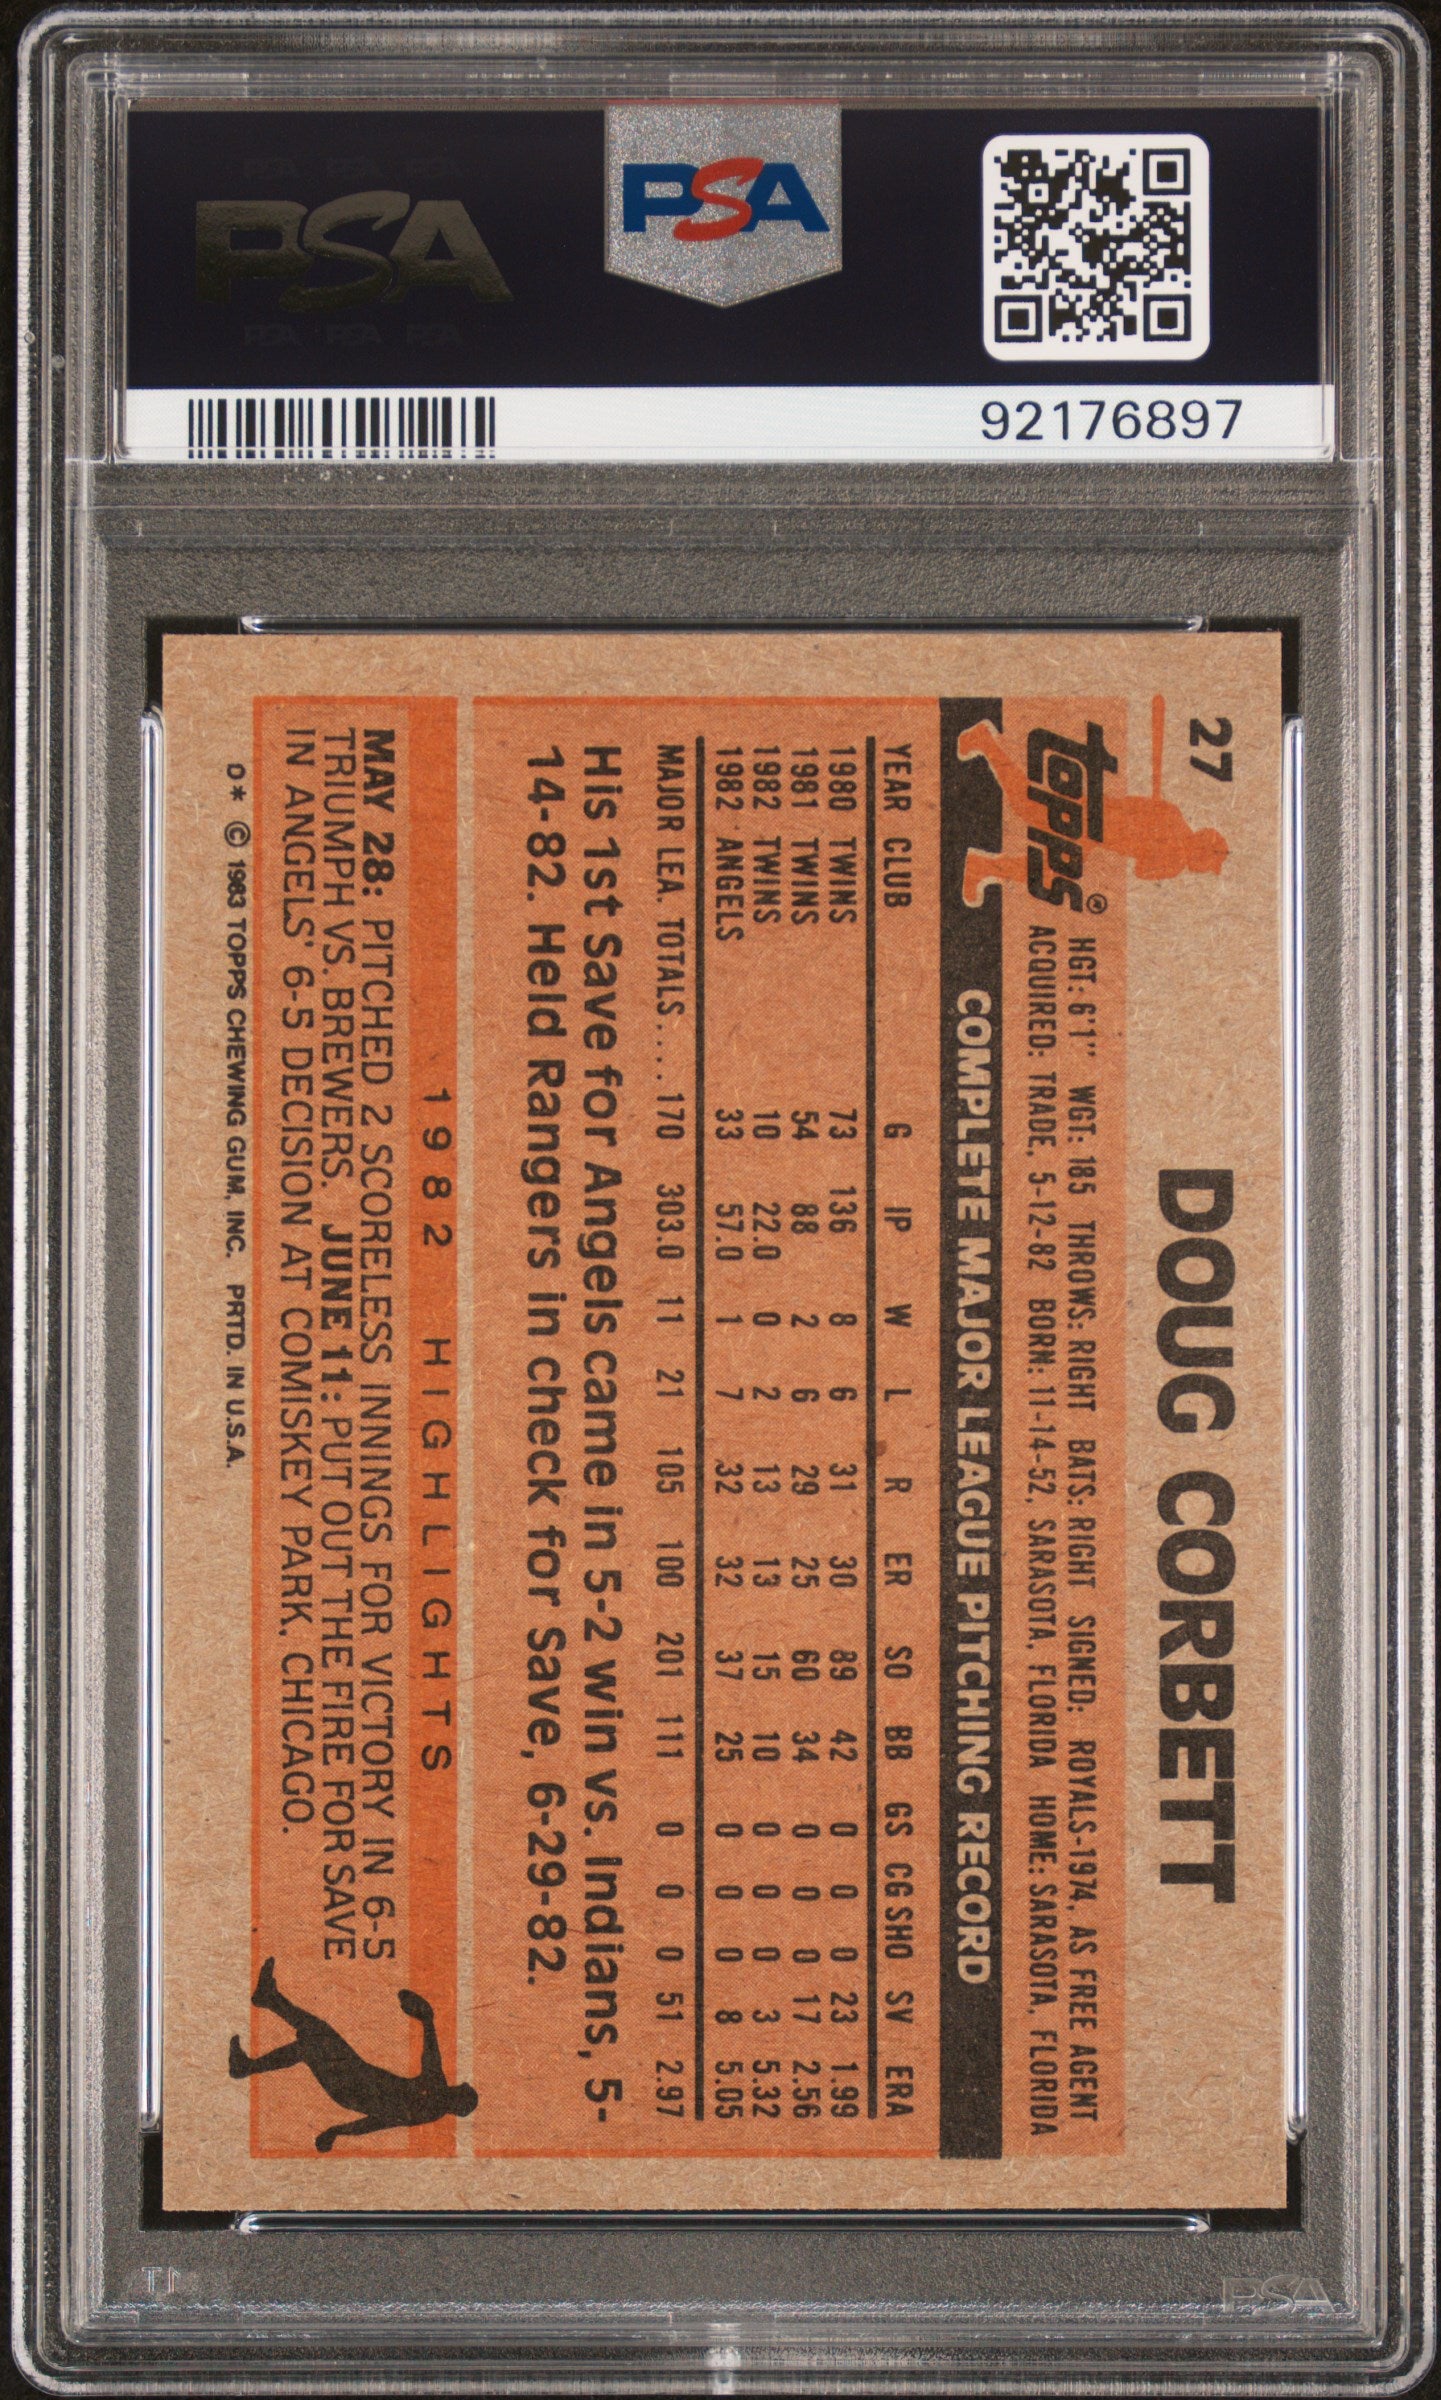 PSA
PSA
92176897
27
DOUG CORBETT
Topps®
HGT: 6'1" WGT: 185 THROWS: RIGHT BATS: RIGHT SIGNED: ROYALS-1974, AS FREE AGENT
ACQUIRED: TRADE, 5-12-82 BORN: 11-14-52, SARASOTA, FLORIDA HOME: SARASOTA, FLORIDA
COMPLETE MAJOR LEAGUE PITCHING RECORD
YEAR CLUB G IP W L R ER SO BB GS CG SHO SV ERA
1980 TWINS 73 136 8 6 31 30 89 42 0 0 0 23 1.99
1981 TWINS 54 88 2 6 29 25 60 34 0 0 0 17 2.56
1982 TWINS 10 22.0 0 2 13 13 15 10 0 0 0 3 5.32
1982 ANGELS 33 57.0 1 7 32 32 37 25 0 0 0 8 5.05
MAJOR LEA. TOTALS.... 170 303.0 11 21 105 100 201 111 0 0 0 51 2.97
His 1st Save for Angels came in 5-2 win vs. Indians, 5-
14-82. Held Rangers in check for Save, 6-29-82.
1982 HIGHLIGHTS
MAY 28: PITCHED 2 SCORELESS INNINGS FOR VICTORY IN 6-5
TRIUMPH VS. BREWERS. JUNE 11: PUT OUT THE FIRE FOR SAVE
IN ANGELS' 6-5 DECISION AT COMISKEY PARK, CHICAGO.
D* © 1983 TOPPS CHEWING GUM, INC. PRTD. IN U.S.A.
PSA